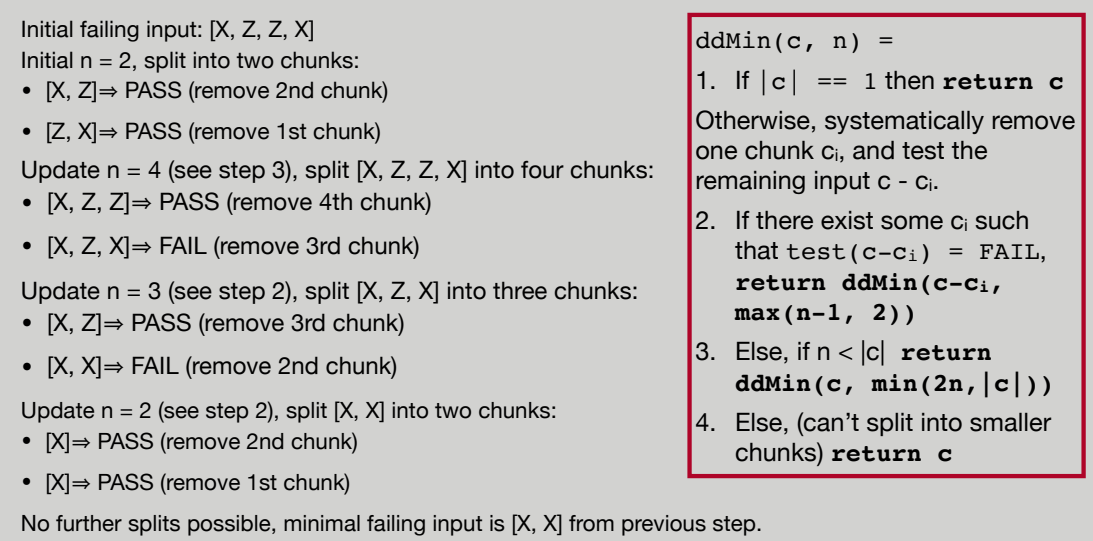 Initial failing input: [X, Z, Z, X]
Initial n = 2, split into two chunks:
• [X, Z]⇒ PASS (remove 2nd chunk)
• [Z, X]⇒ PASS (remove 1st chunk)
Update n = 4 (see step 3), split [X, Z, Z, X] into four chunks:
• [X, Z, Z]⇒ PASS (remove 4th chunk)
• [X, Z, X]⇒ FAIL (remove 3rd chunk)
Update n = 3 (see step 2), split [X, Z, X] into three chunks:
• [X, Z]⇒ PASS (remove 3rd chunk)
• [X, X]⇒ FAIL (remove 2nd chunk)
Update n = 2 (see step 2), split [X, X] into two chunks:
• [X]⇒ PASS (remove 2nd chunk)
• [X]⇒ PASS (remove 1st chunk)
No further splits possible, minimal failing input is [X, X] from previous step.
ddMin(c, n) =
1. If |c| == 1 then return c
Otherwise, systematically remove
one chunk cᵢ, and test the
remaining input c - cᵢ.
2. If there exist some cᵢ such
that test(c-cᵢ) = FAIL,
return ddMin(c-cᵢ,
max(n-1, 2))
3. Else, if n < |c| return
ddMin(c, min(2n,|c|))
4. Else, (can’t split into smaller
chunks) return c